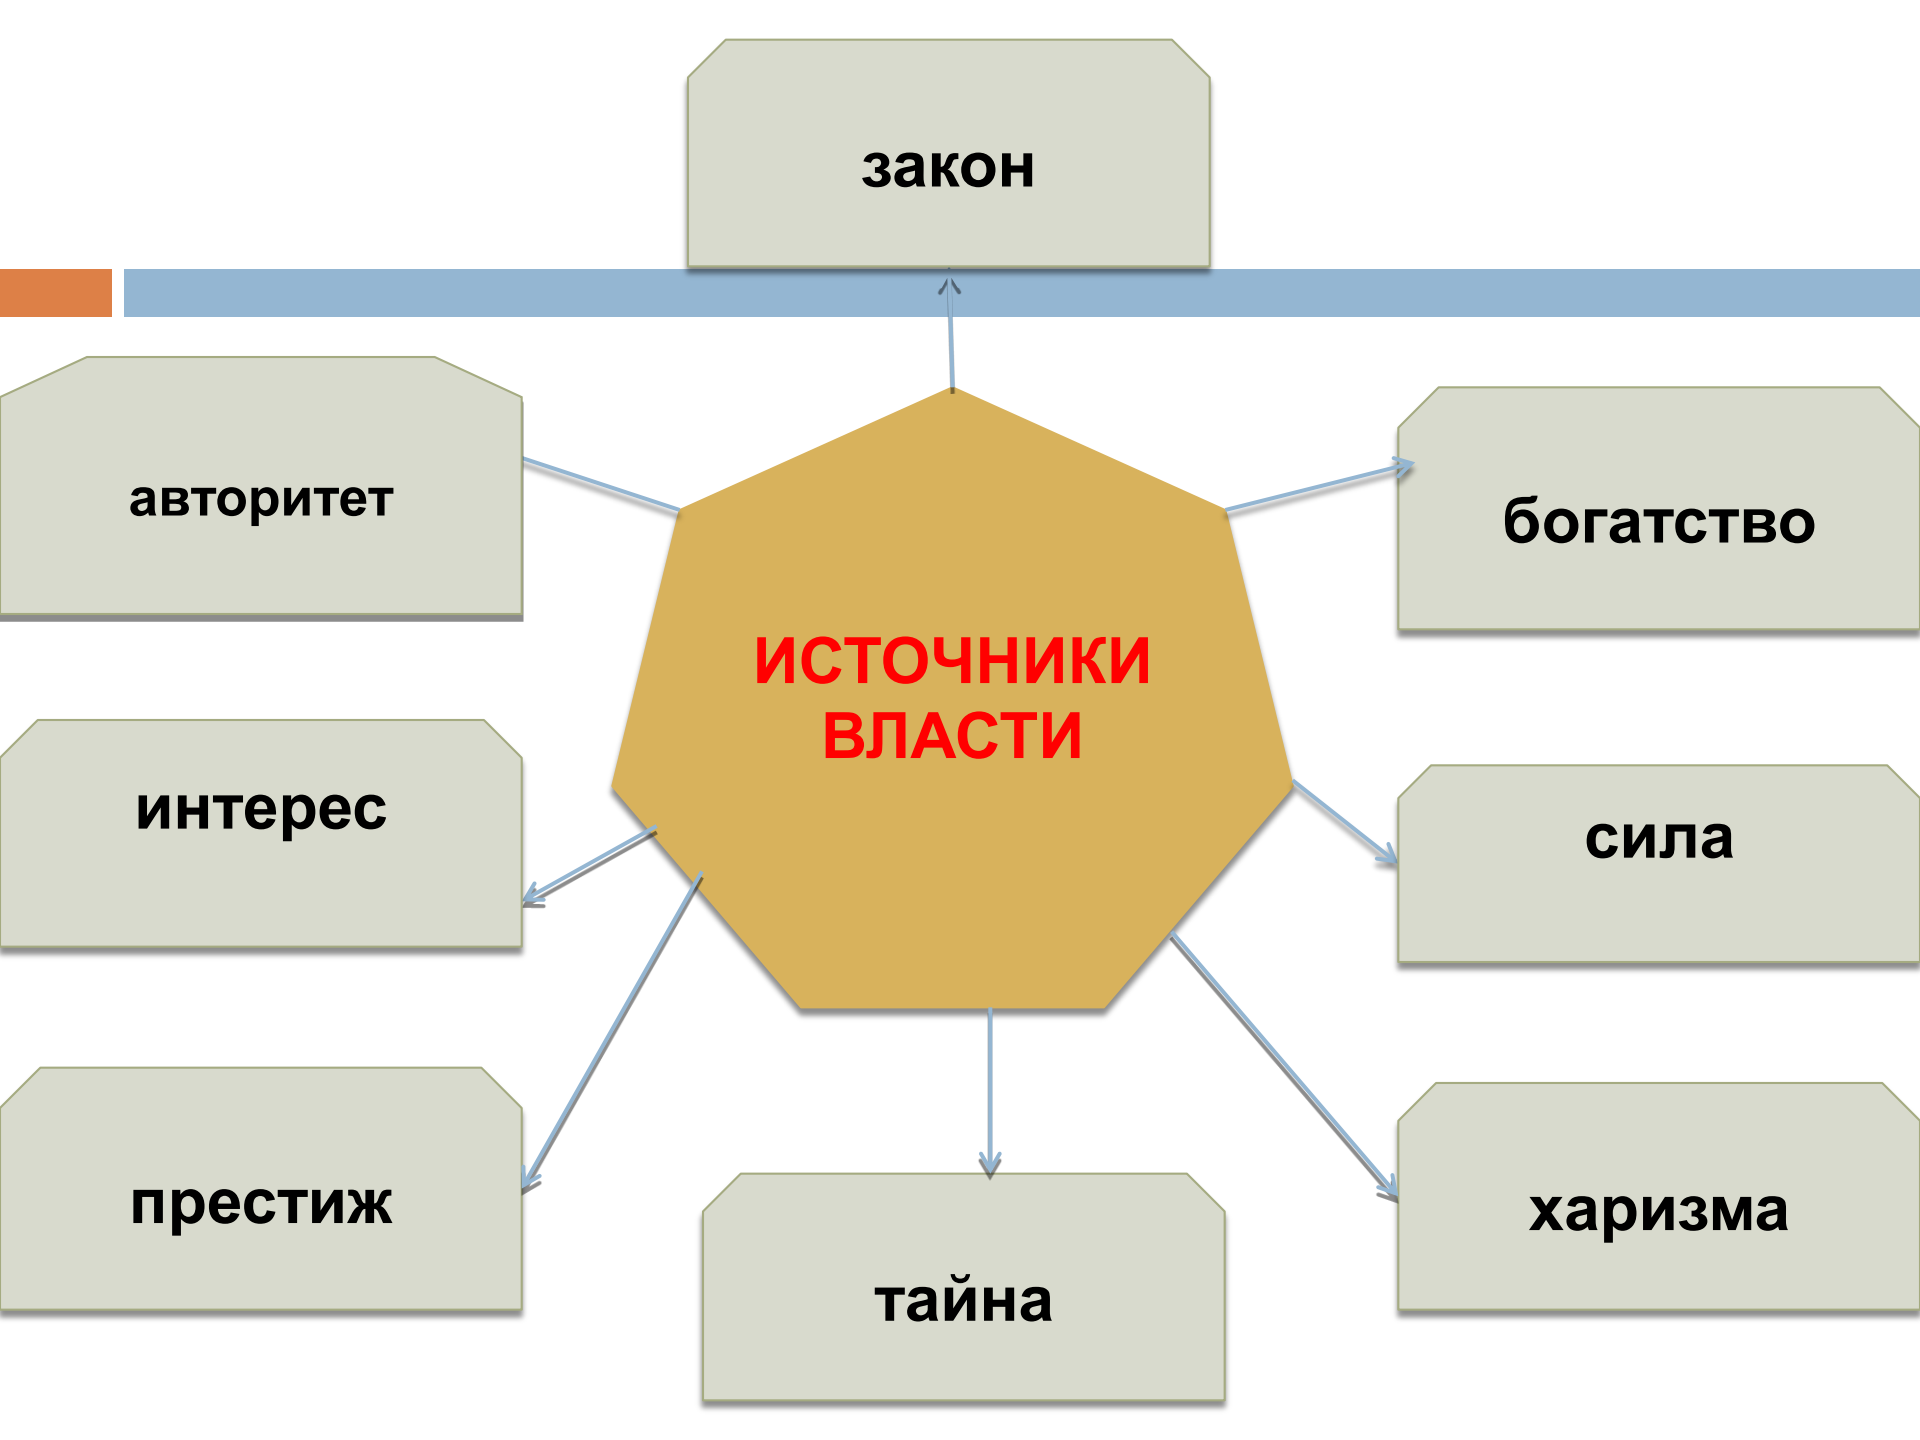 закон
авторитет
богатство
ИСТОЧНИКИ
ВЛАСТИ
интерес
сила
престиж
харизма
тайна